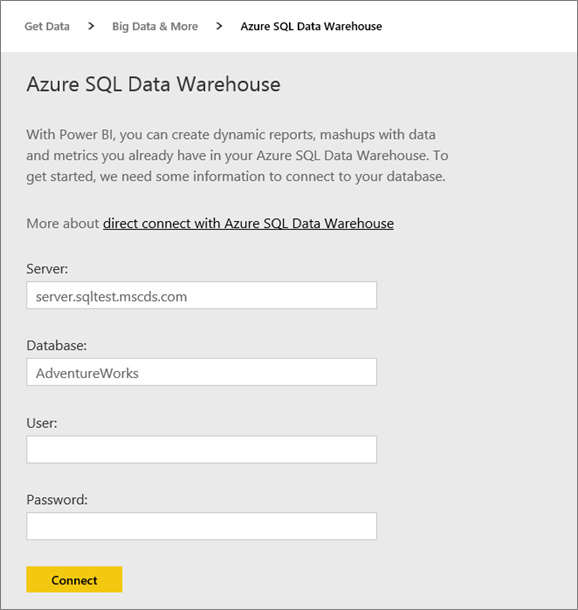 Get Data > Big Data & More > Azure SQL Data Warehouse
Azure SQL Data Warehouse
With Power BI, you can create dynamic reports, mashups with data
and metrics you already have in your Azure SQL Data Warehouse. To
get started, we need some information to connect to your database.
More about direct connect with Azure SQL Data Warehouse
Server:
server.sqltest.mscds.com
Database:
AdventureWorks
User:
Password:
Connect